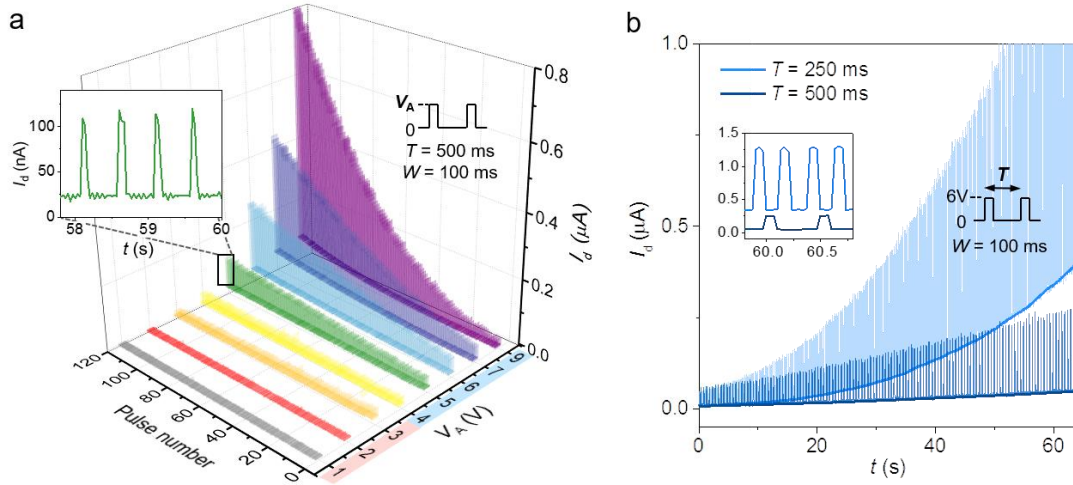 a
I_d (nA)
100
50
0
58
59
60
t (s)
V_A
0
T = 500 ms
W = 100 ms
0.8
0.6
0.4
0.2
0.0
I_d (μA)
120
100
80
60
40
20
0
Pulse number
1
2
3
4
5
6
7
9
V_A (V)
b
I_d (μA)
1.0
0.5
0.0
T = 250 ms
T = 500 ms
1.5
1.0
0.5
0.0
60.0
60.5
T
6V
0
W = 100 ms
0
20
40
60
t (s)